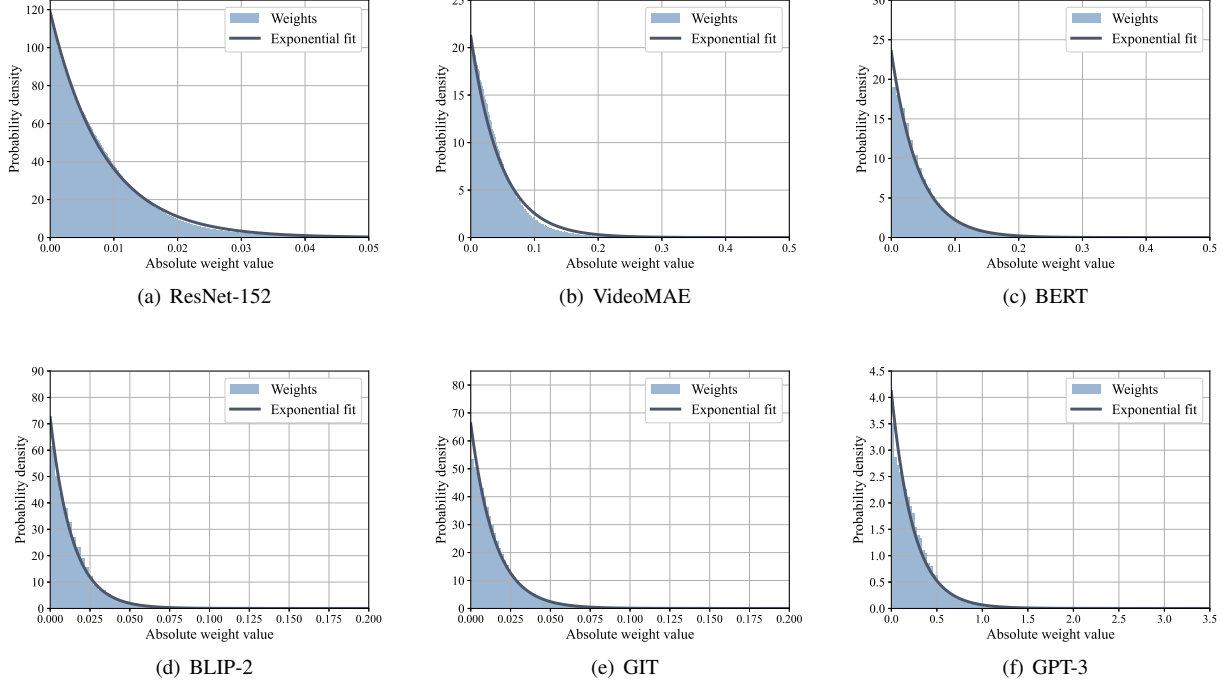 120
100
80
60
40
20
0
Probability density
0.00 0.01 0.02 0.03 0.04 0.05
Absolute weight value
Weights
Exponential fit
(a) ResNet-152
25
20
15
10
5
0
Probability density
0.0 0.1 0.2 0.3 0.4 0.5
Absolute weight value
Weights
Exponential fit
(b) VideoMAE
30
25
20
15
10
5
0
Probability density
0.0 0.1 0.2 0.3 0.4 0.5
Absolute weight value
Weights
Exponential fit
(c) BERT
90
80
70
60
50
40
30
20
10
0
Probability density
0 0.025 0.050 0.075 0.100 0.125 0.150 0.175 0.200
Absolute weight value
Weights
Exponential fit
(d) BLIP-2
80
70
60
50
40
30
20
10
0
Probability density
0 0.025 0.050 0.075 0.100 0.125 0.150 0.175 0.200
Absolute weight value
Weights
Exponential fit
(e) GIT
4.5
4.0
3.5
3.0
2.5
2.0
1.5
1.0
0.5
0.0
Probability density
0.0 0.5 1.0 1.5 2.0 2.5 3.0 3.5
Absolute weight value
Weights
Exponential fit
(f) GPT-3